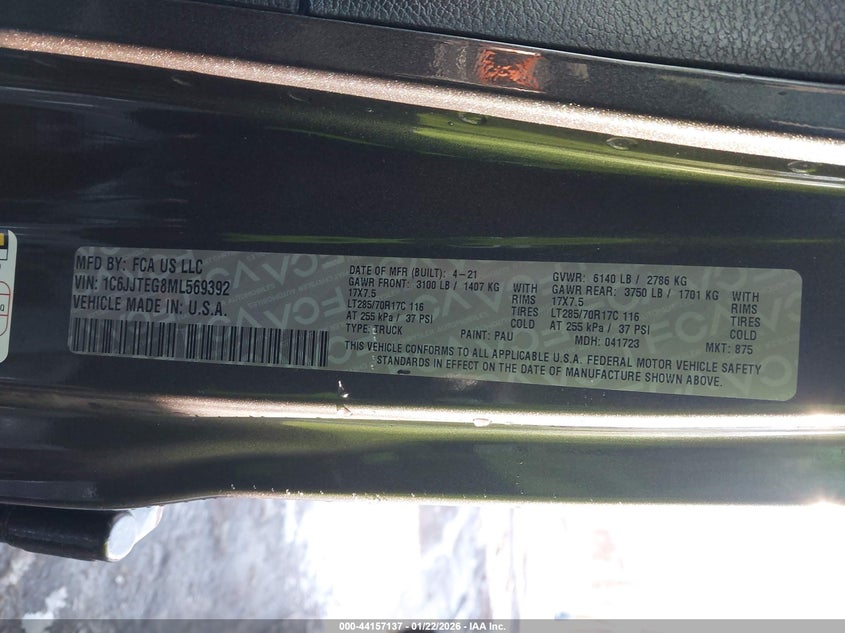 MFD BY: FCA US LLC
VIN: 1C6JJTEG8ML569392
VEHICLE MADE IN: U.S.A.
DATE OF MFR (BUILT): 4-21
GAWR FRONT: 3100 LB / 1407 KG WITH
17X7.5 RIMS
LT285/70R17C 116 TIRES
AT 255 kPa / 37 PSI COLD
TYPE: TRUCK PAINT: PAU
GVWR: 6140 LB / 2786 KG
GAWR REAR: 3750 LB / 1701 KG WITH
17X7.5 RIMS
LT285/70R17C 116 TIRES
AT 255 kPa / 37 PSI COLD
MDH: 041723 MKT: 875
THIS VEHICLE CONFORMS TO ALL APPLICABLE U.S.A. FEDERAL MOTOR VEHICLE SAFETY
STANDARDS IN EFFECT ON THE DATE OF MANUFACTURE SHOWN ABOVE.
000-44157137 - 01/22/2026 - IAA Inc.